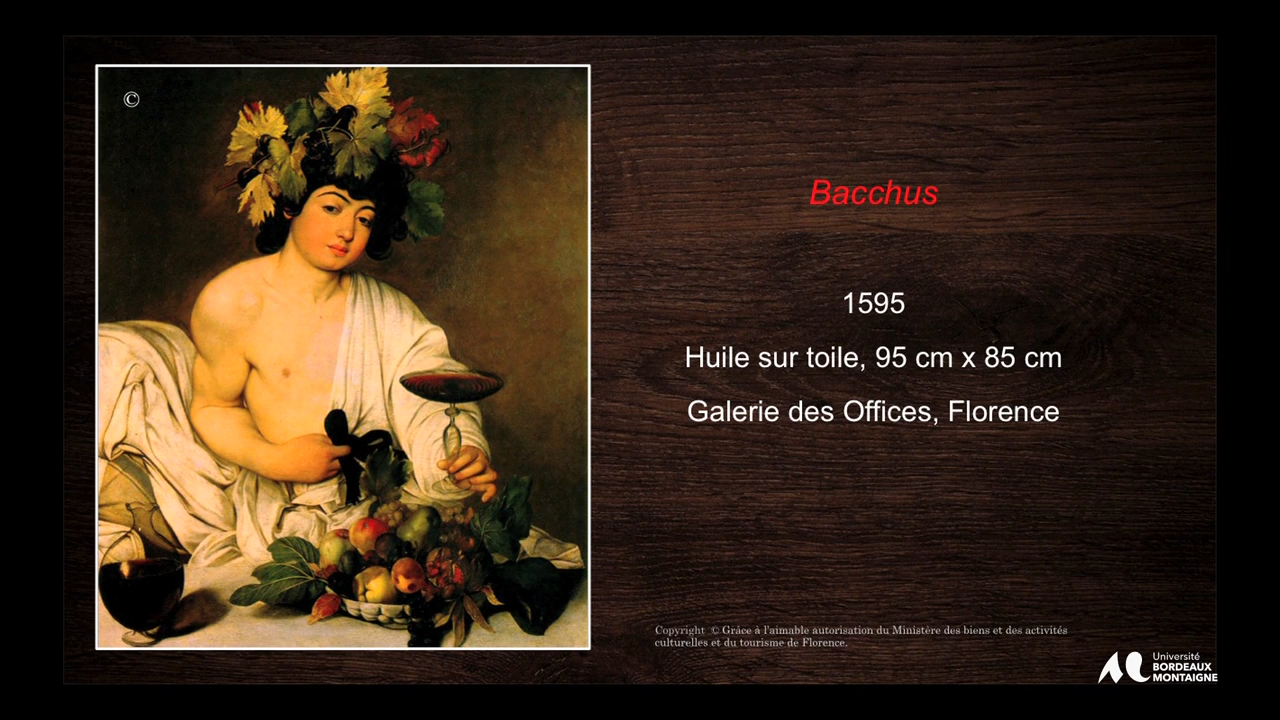 ©
Bacchus
1595
Huile sur toile, 95 cm x 85 cm
Galerie des Offices, Florence
Copyright © Grâce à l'aimable autorisation du Ministère des biens et des activités
culturelles et du tourisme de Florence.
Université
BORDEAUX
MONTAIGNE